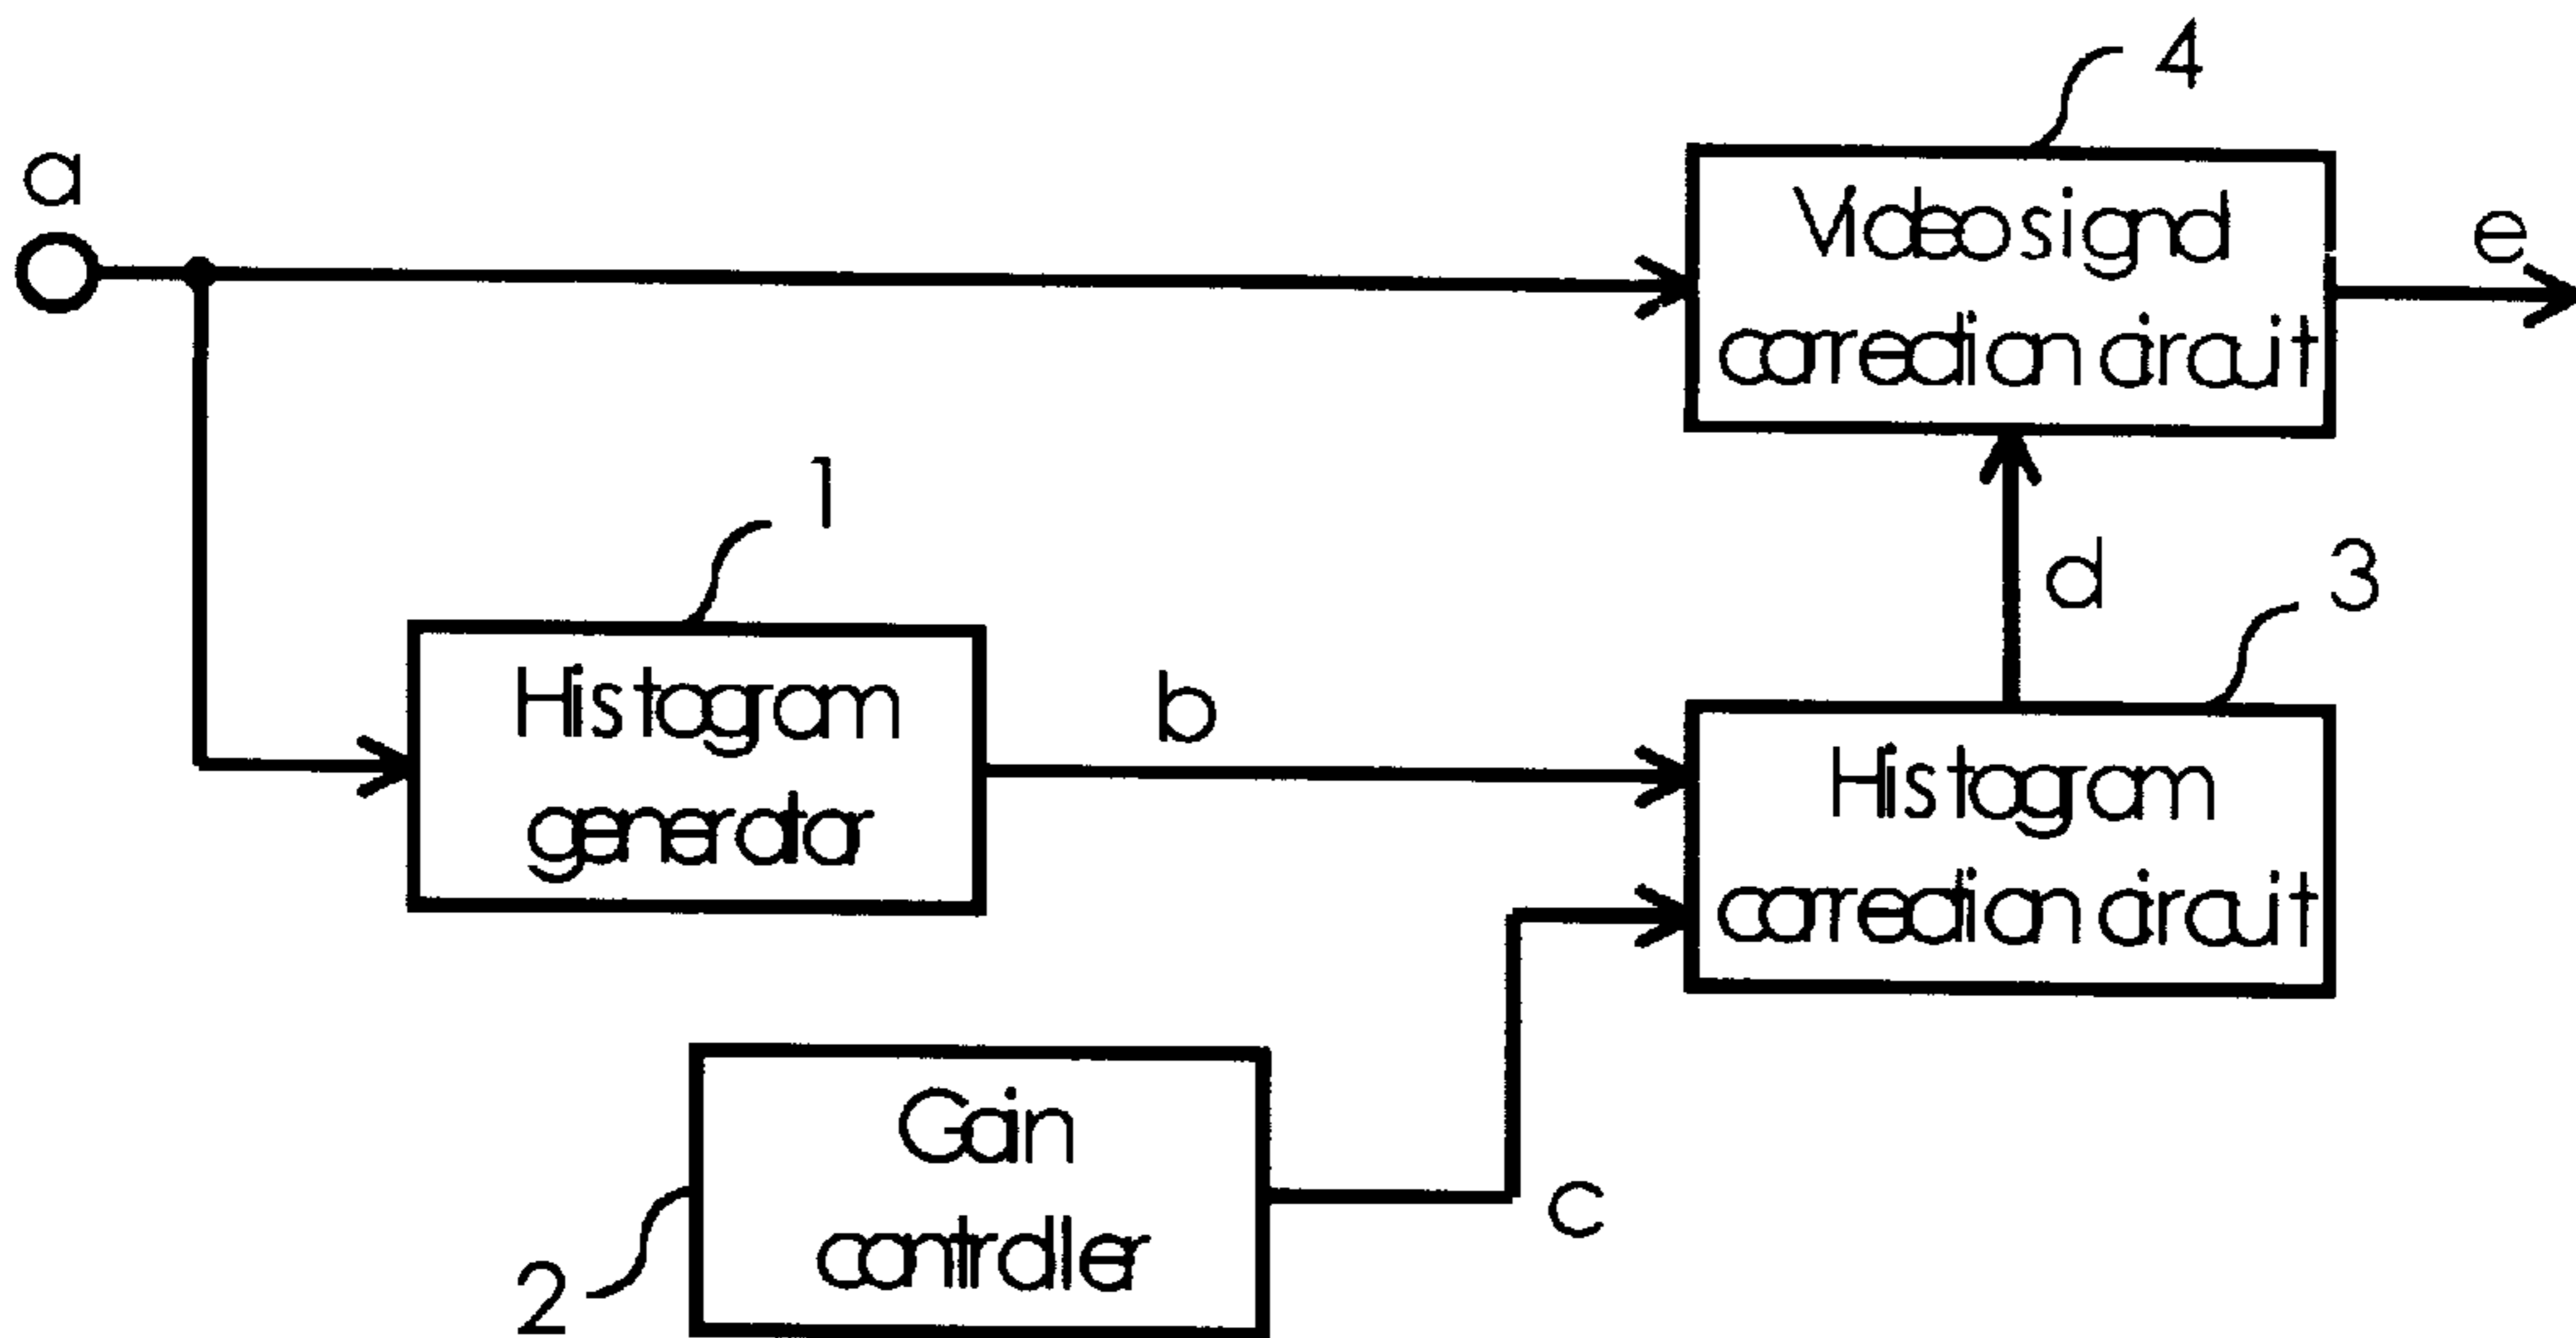 4
a
Video signal
correction circuit
e
1
d
3
Histogram
generator
b
Histogram
correction circuit
Gain
controller
c
2